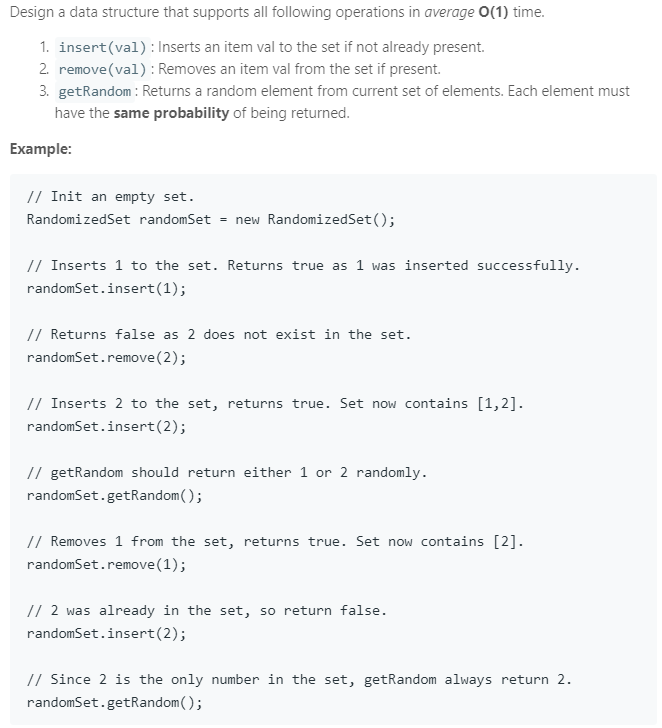 Design a data structure that supports all following operations in average O(1) time.
1. insert(val) : Inserts an item val to the set if not already present.
2. remove(val) : Removes an item val from the set if present.
3. getRandom : Returns a random element from current set of elements. Each element must
have the same probability of being returned.
Example:
// Init an empty set.
RandomizedSet randomSet = new RandomizedSet();
// Inserts 1 to the set. Returns true as 1 was inserted successfully.
randomSet.insert(1);
// Returns false as 2 does not exist in the set.
randomSet.remove(2);
// Inserts 2 to the set, returns true. Set now contains [1,2].
randomSet.insert(2);
// getRandom should return either 1 or 2 randomly.
randomSet.getRandom();
// Removes 1 from the set, returns true. Set now contains [2].
randomSet.remove(1);
// 2 was already in the set, so return false.
randomSet.insert(2);
// Since 2 is the only number in the set, getRandom always return 2.
randomSet.getRandom();